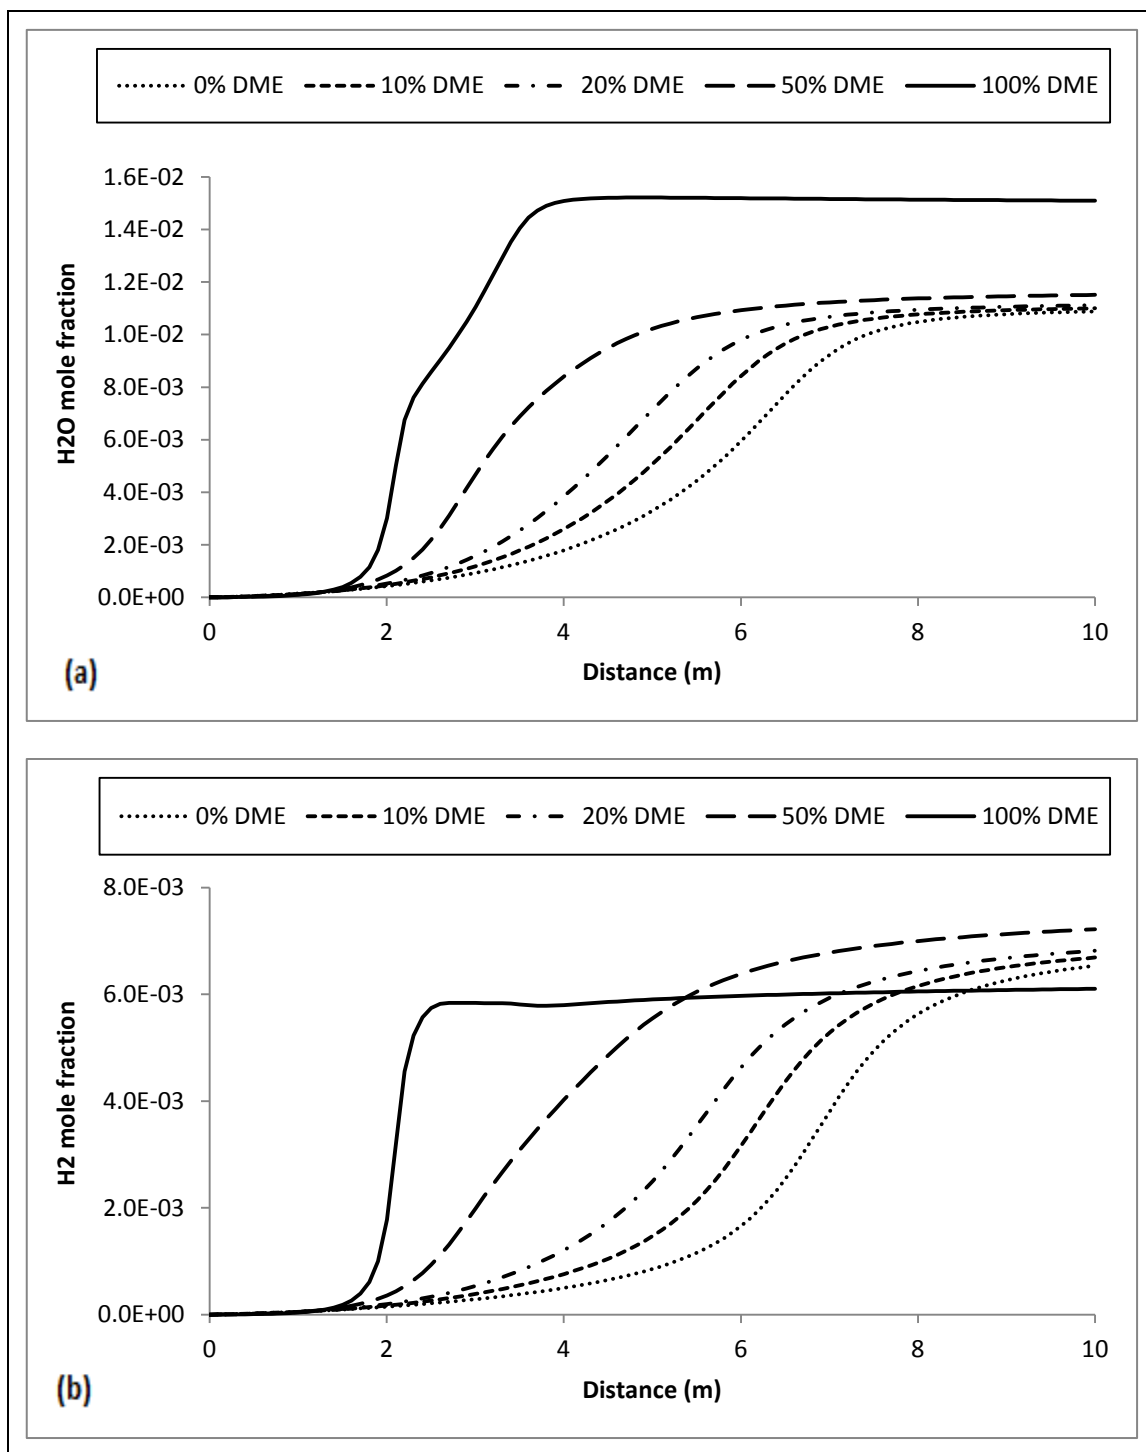 0% DME 10% DME 20% DME 50% DME 100% DME
1.6E-02
1.4E-02
1.2E-02
1.0E-02
8.0E-03
6.0E-03
4.0E-03
2.0E-03
0.0E+00
H2O mole fraction
0 2 4 6 8 10
Distance (m)
(a)
0% DME 10% DME 20% DME 50% DME 100% DME
8.0E-03
6.0E-03
4.0E-03
2.0E-03
0.0E+00
H2 mole fraction
0 2 4 6 8 10
Distance (m)
(b)